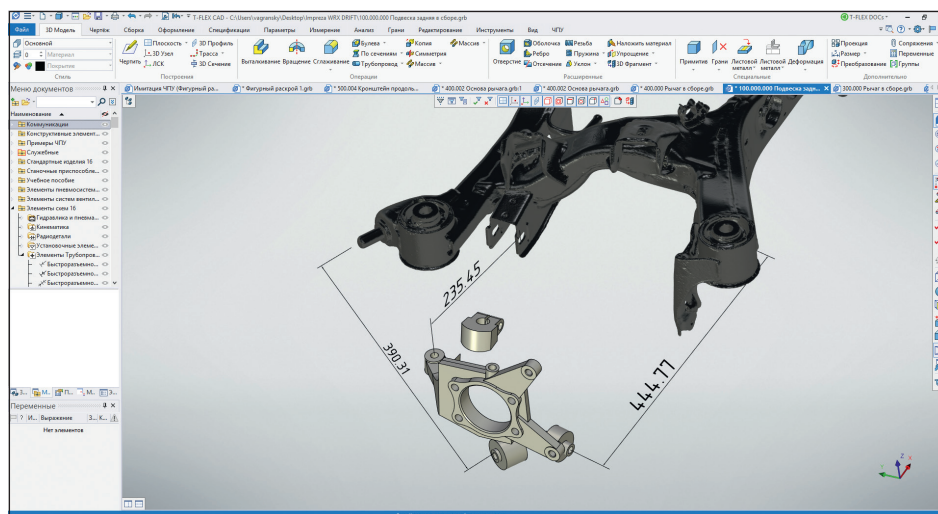 T-FLEX CAD - C:\Users\vagransky\Desktop\Impreza WRX DRIFT\100.000.000 Подвеска задняя в сборе.grb
T-FLEX DOCs
Файл 3D Модель Чертёж Сборка Оформление Спецификации Параметры Измерение Анализ Грани Редактирование Инструменты Вид ЧПУ
Основной
0 Материал
Покрытие
Стиль
Чертить
Плоскость
3D Узел
ЛСК
3D Профиль
Трасса
3D Сечение
Построения
Выталкивание Вращение Сглаживание
Булева
По сечениям
Трубопровод
Копия
Симметрия
Массив
Массив
Операции
Отверстие
Оболочка
Ребро
Отсечение
Резьба
Пружина
Уклон
Наложить материал
Упрощение
3D Фрагмент
Расширенные
Примитив Грани Листовой металл Листовой металл Деформация
Специальные
Проекция
Размер
Преобразование
Сопряжение
Переменные
Группы
Дополнительно
Меню документов
Имитация ЧПУ (Фигурный ра...
* Фигурный раскрой 1.grb
* 500.004 Кронштейн продоль...
* 400.002 Основа рычага.grb:1
* 400.002 Основа рычага.grb
* 400.000 Рычаг в сборе.grb
* 100.000.000 Подвеска задн...
300.000 Рычаг в сборе.grb
Наименование
Коммуникации
Конструктивные элемент...
Примеры ЧПУ
Служебные
Стандартные изделия 16
Станочные приспособле...
Учебное пособие
Элементы пневмосистем...
Элементы систем вентил...
Элементы схем 16
Гидравлика и пневма...
Кинематика
Радиодетали
Установочные элеме...
Элементы Трубопров...
Быстроразъемно...
Быстроразъемно...
Быстроразъемно...
235.45
390.31
444.77
З... М... П... М... З...
Переменные
? И... Выражение З... К...
Нет элементов
Z
X